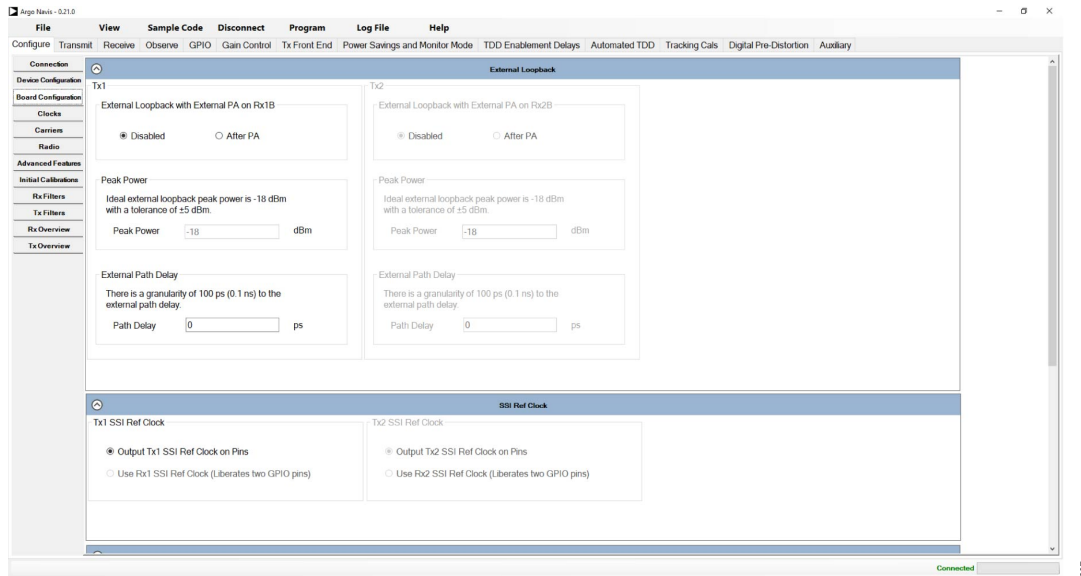 Argo Navis - 0.21.0
File View Sample Code Disconnect Program Log File Help
Configure Transmit Receive Observe GPIO Gain Control Tx Front End Power Savings and Monitor Mode TDD Enablement Delays Automated TDD Tracking Cals Digital Pre-Distortion Auxiliary
Connection
Device Configuration
Board Configuration
Clocks
Carriers
Radio
Advanced Features
Initial Calibrations
Rx Filters
Tx Filters
Rx Overview
Tx Overview
External Loopback
Tx1
External Loopback with External PA on Rx1B
Disabled After PA
Peak Power
Ideal external loopback peak power is -18 dBm
with a tolerance of ±5 dBm.
Peak Power -18 dBm
External Path Delay
There is a granularity of 100 ps (0.1 ns) to the
external path delay.
Path Delay 0 ps
Tx2
External Loopback with External PA on Rx2B
Disabled After PA
Peak Power
Ideal external loopback peak power is -18 dBm
with a tolerance of ±5 dBm.
Peak Power -18 dBm
External Path Delay
There is a granularity of 100 ps (0.1 ns) to the
external path delay.
Path Delay 0 ps
SSI Ref Clock
Tx1 SSI Ref Clock
Output Tx1 SSI Ref Clock on Pins
Use Rx1 SSI Ref Clock (Liberates two GPIO pins)
Tx2 SSI Ref Clock
Output Tx2 SSI Ref Clock on Pins
Use Rx2 SSI Ref Clock (Liberates two GPIO pins)
Connected